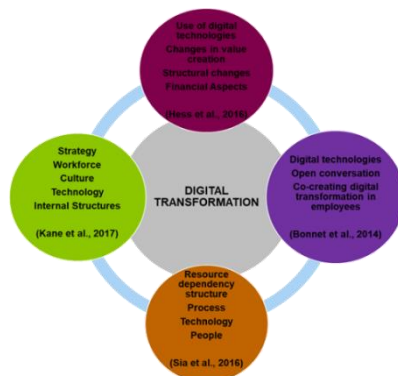 Use of digital
technologies
Changes in value
creation
Structural changes
Financial Aspects
(Hess et al., 2016)
Strategy
Workforce
Culture
Technology
Internal Structures
(Kane et al., 2017)
DIGITAL
TRANSFORMATION
Digital technologies
Open conversation
Co-creating digital
transformation in
employees
(Bonnet et al., 2014)
Resource
dependency
structure
Process
Technology
People
(Sia et al., 2016)